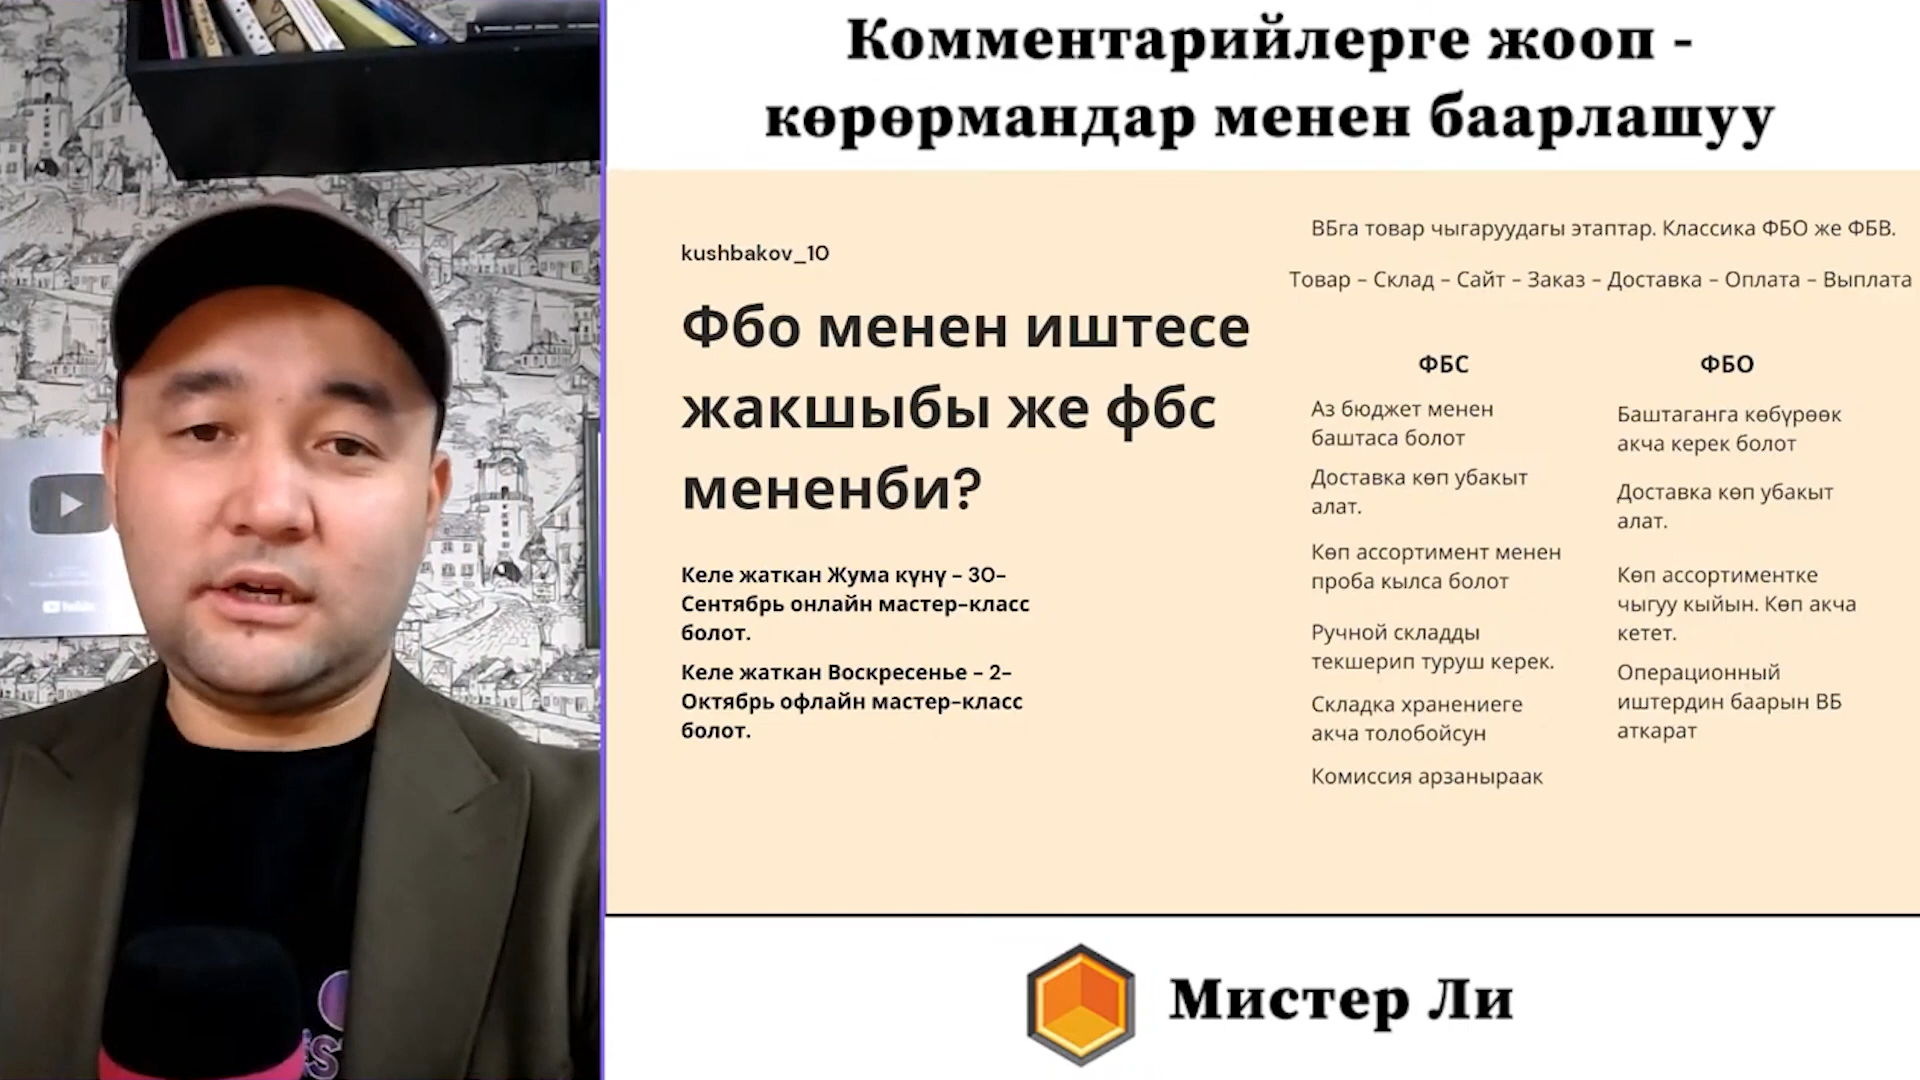 Комментарийлерге жооп -
көрөрмандар менен баарлашуу
kushbakov_10
Фбо менен иштесе
жакшыбы же фбс
мененби?
Келе жаткан Жума күнү – 30–
Сентябрь онлайн мастер-класс
болот.
Келе жаткан Воскресенье – 2–
Октябрь офлайн мастер-класс
болот.
ВБга товар чыгаруудагы этаптар. Классика ФБО же ФБВ.
Товар – Склад – Сайт – Заказ – Доставка – Оплата – Выплата
ФБС
Аз бюджет менен
баштаса болот
Доставка көп убакыт
алат.
Көп ассортимент менен
проба кылса болот
Ручной складды
текшерип туруш керек.
Складка хранениеге
акча толобойсун
Комиссия арзаныраак
ФБО
Баштаганга көбүрөөк
акча керек болот
Доставка көп убакыт
алат.
Көп ассортиментке
чыгуу кыйын. Көп акча
кетет.
Операционный
иштердин баарын ВБ
аткарат
Мистер Ли
YouTube